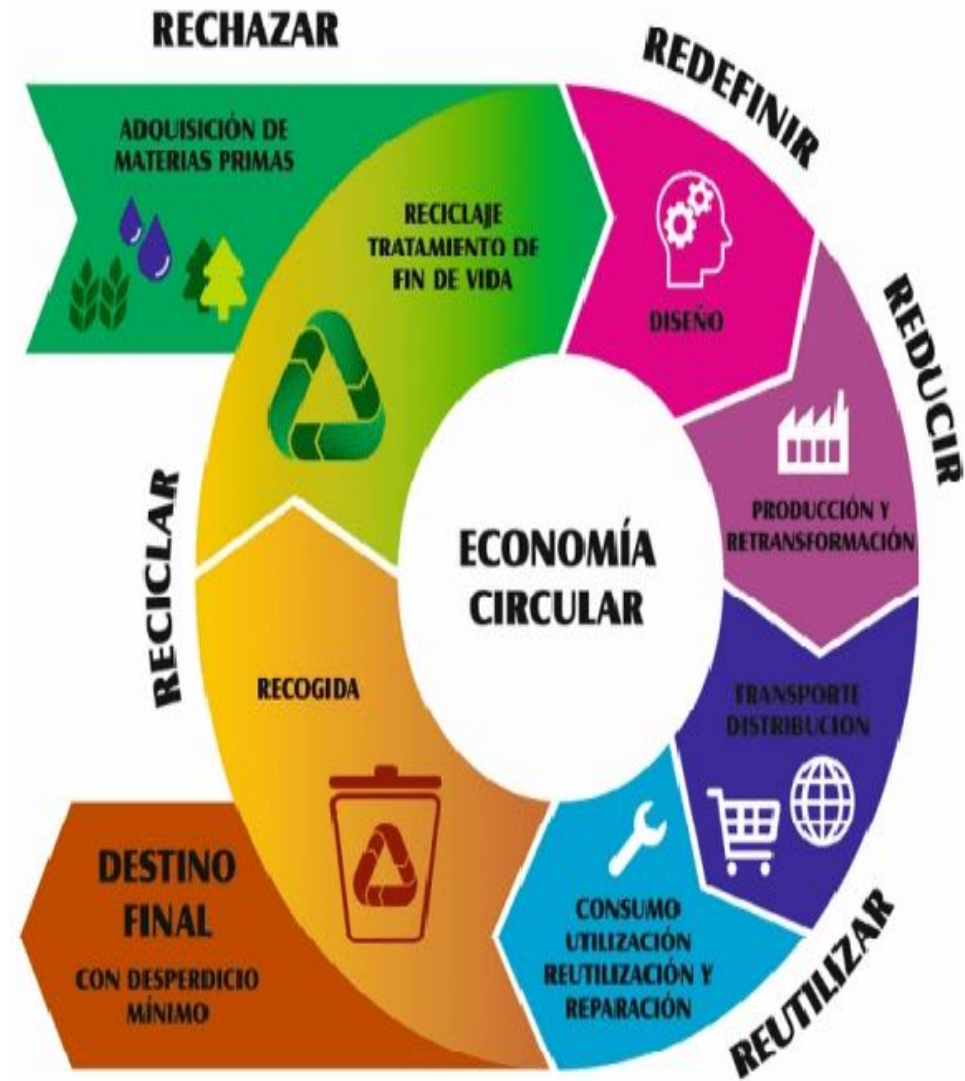 RECHAZAR
REDEFINIR
ADQUISICIÓN DE
MATERIAS PRIMAS
RECICLAJE
TRATAMIENTO DE
FIN DE VIDA
DISEÑO
REDUCIR
PRODUCCIÓN Y
RETRANSFORMACIÓN
ECONOMÍA
CIRCULAR
RECICLAR
RECOGIDA
TRANSPORTE
DISTRIBUCIÓN
DESTINO
FINAL
CON DESPERDICIO
MÍNIMO
CONSUMO
UTILIZACIÓN
REUTILIZACIÓN Y
REPARACIÓN
REUTILIZAR